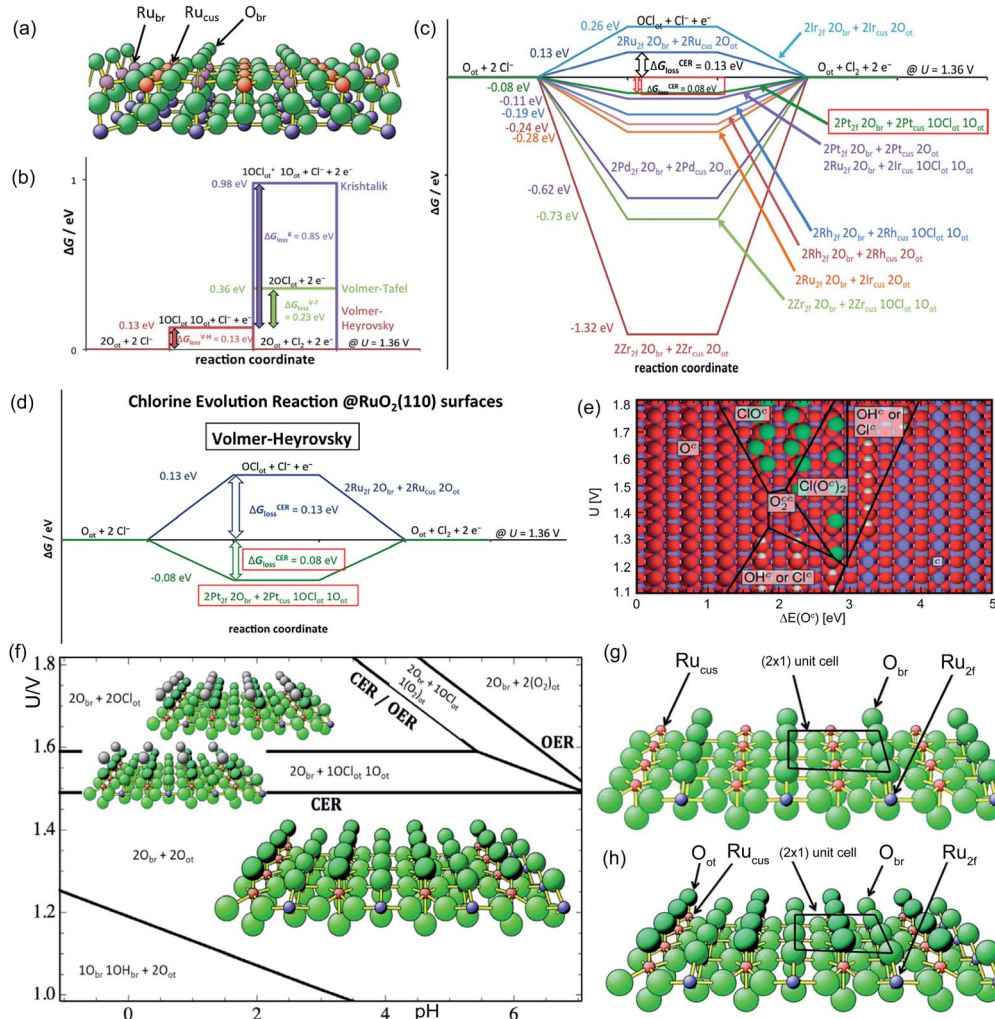 (a)
Ru_br
Ru_cus
O_br
(b)
ΔG / eV
1
0
0.98 eV
1OCl_ot⁺ 1O_ot + Cl⁻ + 2 e⁻
Krishtalik
ΔG_loss^K = 0.85 eV
0.36 eV
2OCl_ot + 2 e⁻
Volmer-Tafel
ΔG_loss^V-T
= 0.23 eV
Volmer-
Heyrovsky
0.13 eV
1OCl_ot 1O_ot + Cl⁻ + e⁻
ΔG_loss^V-H = 0.13 eV
2O_ot + 2 Cl⁻
2O_ot + Cl₂ + 2 e⁻
@ U = 1.36 V
reaction coordinate
(c)
ΔG / eV
0.26 eV
OCl_ot + Cl⁻ + e⁻
2Ir_2f 2O_br + 2Ir_cus 2O_ot
0.13 eV
2Ru_2f 2O_br + 2Ru_cus 2O_ot
ΔG_loss^CER = 0.13 eV
O_ot + 2 Cl⁻
O_ot + Cl₂ + 2 e⁻
@ U = 1.36 V
-0.08 eV
ΔG_loss^CER = 0.08 eV
2Pt_2f 2O_br + 2Pt_cus 1OCl_ot 1O_ot
-0.11 eV
-0.19 eV
-0.24 eV
-0.28 eV
2Pt_2f 2O_br + 2Pt_cus 2O_ot
2Ru_2f 2O_br + 2Ir_cus 1OCl_ot 1O_ot
2Pd_2f 2O_br + 2Pd_cus 2O_ot
-0.62 eV
-0.73 eV
2Rh_2f 2O_br + 2Rh_cus 1OCl_ot 1O_ot
2Rh_2f 2O_br + 2Rh_cus 2O_ot
2Ru_2f 2O_br + 2Ir_cus 2O_ot
2Zr_2f 2O_br + 2Zr_cus 1OCl_ot 1O_ot
-1.32 eV
2Zr_2f 2O_br + 2Zr_cus 2O_ot
reaction coordinate
(d)
Chlorine Evolution Reaction @RuO₂(110) surfaces
Volmer-Heyrovsky
ΔG / eV
0.13 eV
OCl_ot + Cl⁻ + e⁻
2Ru_2f 2O_br + 2Ru_cus 2O_ot
ΔG_loss^CER = 0.13 eV
O_ot + 2 Cl⁻
O_ot + Cl₂ + 2 e⁻
@ U = 1.36 V
ΔG_loss^CER = 0.08 eV
-0.08 eV
2Pt_2f 2O_br + 2Pt_cus 1OCl_ot 1O_ot
reaction coordinate
(e)
U [V]
1.8
1.7
1.6
1.5
1.4
1.3
1.2
1.1
O^c
ClO^c
OH^c or
Cl^c
Cl(O^c)₂
O₂^cc
OH^c or Cl^c
c
0 1 2 3 4 5
ΔE(O^c) [eV]
(f)
U/V
1.8
1.6
1.4
1.2
1.0
2O_br + 2OCl_ot
CER / OER
2O_br + 1OCl_ot
1(O₂)_ot
2O_br + 2(O₂)_ot
OER
2O_br + 1OCl_ot 1O_ot
CER
2O_br + 2O_ot
1O_br 1OH_br + 2O_ot
0 2 4 6
pH
(g)
Ru_cus
(2x1) unit cell
O_br
Ru_2f
(h)
O_ot
Ru_cus
(2x1) unit cell
O_br
Ru_2f